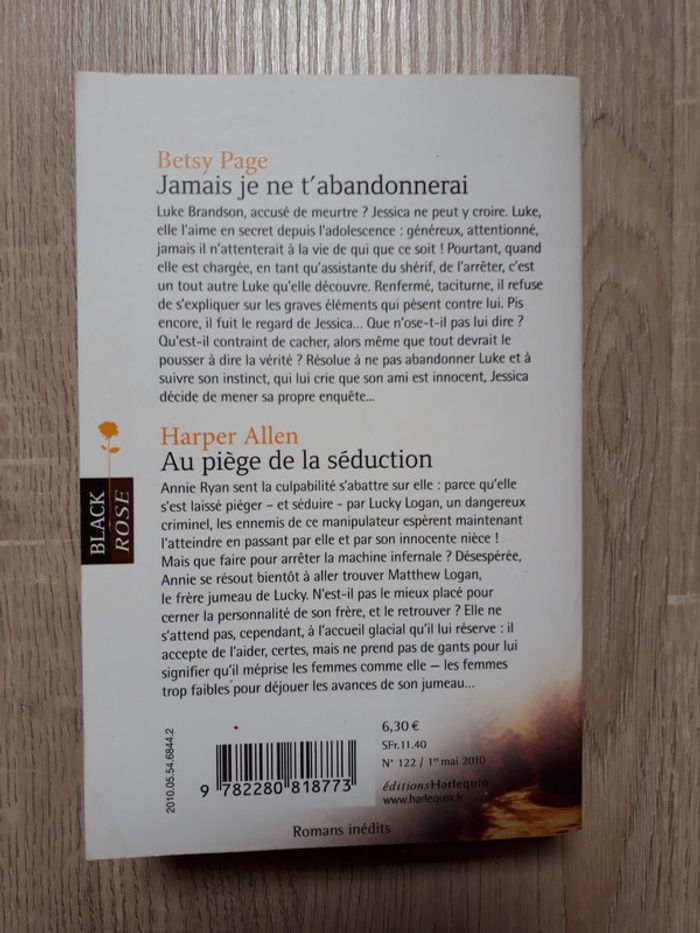 Betsy Page
Jamais je ne t'abandonnerai
Luke Brandson, accusé de meurtre ? Jessica ne peut y croire. Luke,
elle l'aime en secret depuis l'adolescence : généreux, attentionné,
jamais il n'attenterait à la vie de qui que ce soit ! Pourtant, quand
elle est chargée, en tant qu'assistante du shérif, de l'arrêter, c'est
un tout autre Luke qu'elle découvre. Renfermé, taciturne, il refuse
de s'expliquer sur les graves éléments qui pèsent contre lui. Pis
encore, il fuit le regard de Jessica... Que n'ose-t-il pas lui dire ?
Qu'est-il contraint de cacher, alors même que tout devrait le
pousser à dire la vérité ? Résolue à ne pas abandonner Luke et à
suivre son instinct, qui lui crie que son ami est innocent, Jessica
décide de mener sa propre enquête...
Harper Allen
Au piège de la séduction
Annie Ryan sent la culpabilité s'abattre sur elle : parce qu'elle
s'est laissé piéger – et séduire - par Lucky Logan, un dangereux
criminel, les ennemis de ce manipulateur espèrent maintenant
l'atteindre en passant par elle et par son innocente nièce !
Mais que faire pour arrêter la machine infernale ? Désespérée,
Annie se résout bientôt à aller trouver Matthew Logan,
le frère jumeau de Lucky. N'est-il pas le mieux placé pour
cerner la personnalité de son frère, et le retrouver ? Elle ne
s'attend pas, cependant, à l'accueil glacial qu'il lui réserve : il
accepte de l'aider, certes, mais ne prend pas de gants pour lui
signifier qu'il méprise les femmes comme elle — les femmes
trop faibles pour déjouer les avances de son jumeau...
BLACK
ROSE
2010.05.54.6844.2
9 782280 818773
6,30 €
SFr.11.40
N° 122 / 1er mai 2010
éditionsHarlequin
www.harlequin.fr
Romans inédits